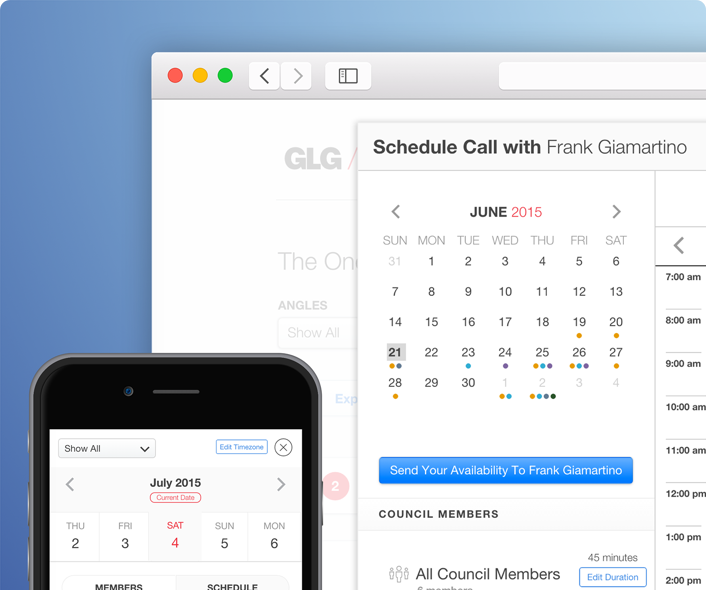 GLG /
Schedule Call with Frank Giamartino
JUNE 2015
SUN MON TUE WED THU FRI SAT
31 1 2 3 4 5 6
7 8 9 10 11 12 13
14 15 16 17 18 19 20
21 22 23 24 25 26 27
28 29 30 1 2 3 4
Send Your Availability To Frank Giamartino
COUNCIL MEMBERS
45 minutes
All Council Members
Edit Duration
6 members
7:00 am
8:00 am
9:00 am
10:00 am
11:00 am
12:00 pm
1:00 pm
2:00 pm
The One
ANGLES
Show All
Exp
2
Show All
Edit Timezone
July 2015
Current Date
THU FRI SAT SUN MON
2 3 4 5 6
MEMBERS SCHEDULE